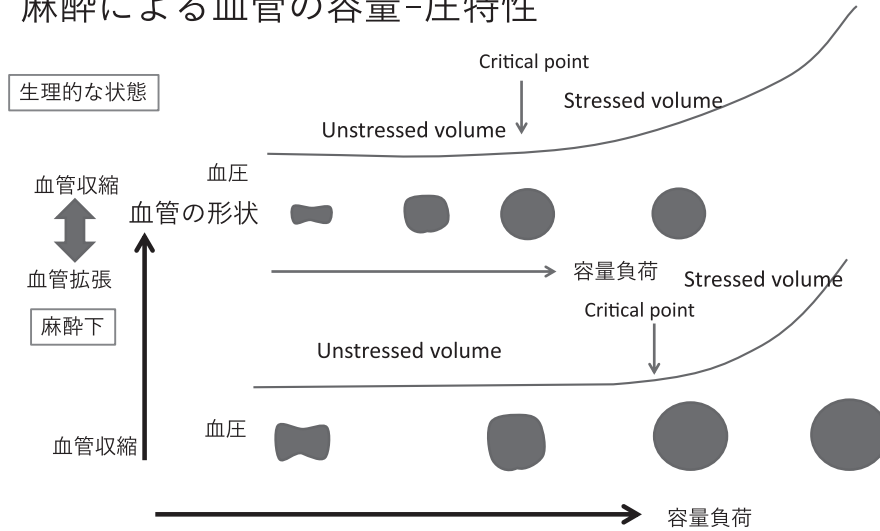 麻酔による血管の容量-圧特性
Critical point
生理的な状態
Stressed volume
Unstressed volume
血圧
血管収縮
血管の形状
血管拡張
容量負荷
Stressed volume
麻酔下
Critical point
Unstressed volume
血圧
血管収縮
容量負荷